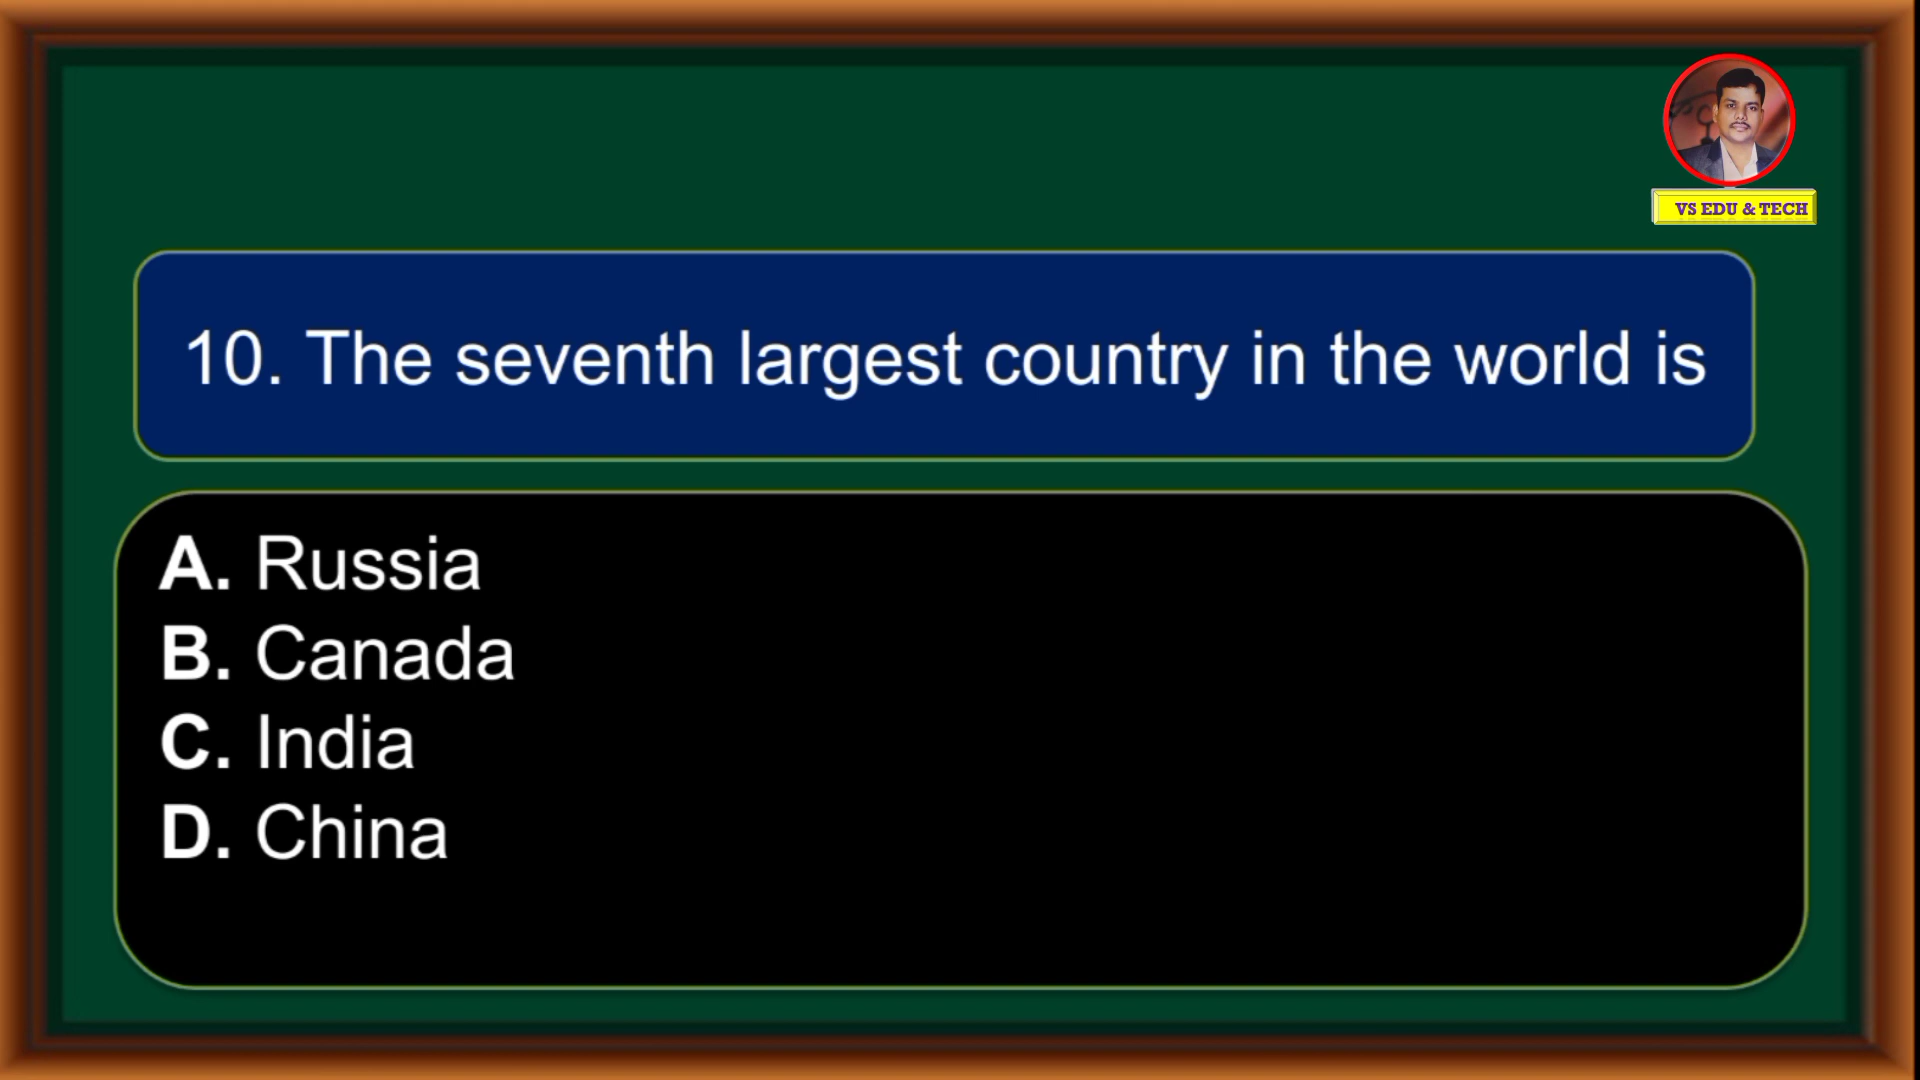 VS EDU & TECH
10. The seventh largest country in the world is
A. Russia
B. Canada
C. India
D. China